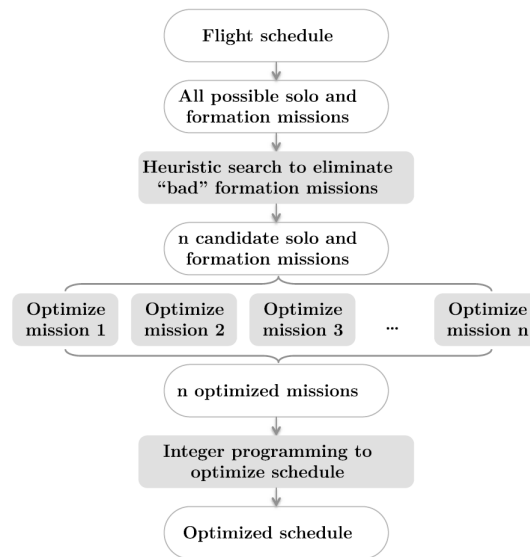 Flight schedule
All possible solo and
formation missions
Heuristic search to eliminate
“bad” formation missions
n candidate solo and
formation missions
Optimize
mission 1
Optimize
mission 2
Optimize
mission 3
...
Optimize
mission n
n optimized missions
Integer programming to
optimize schedule
Optimized schedule